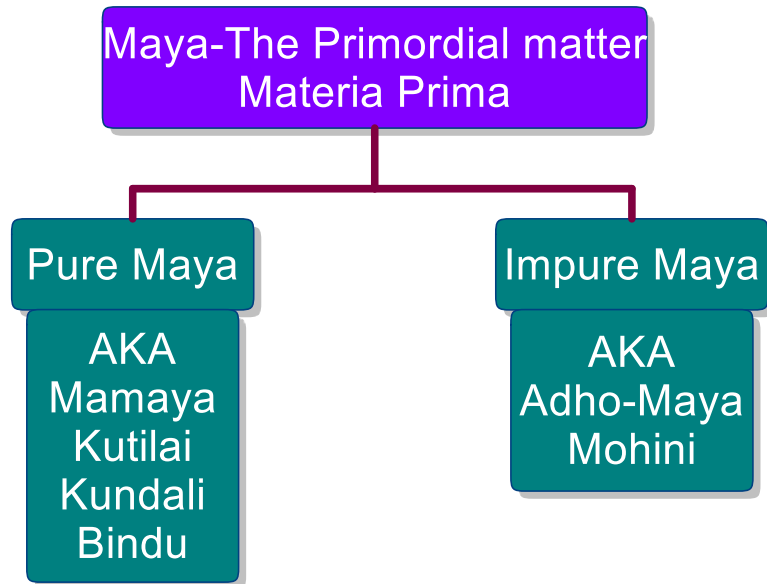 Maya-The Primordial matter
Materia Prima
Pure Maya
AKA
Mamaya
Kutilai
Kundali
Bindu
Impure Maya
AKA
Adho-Maya
Mohini